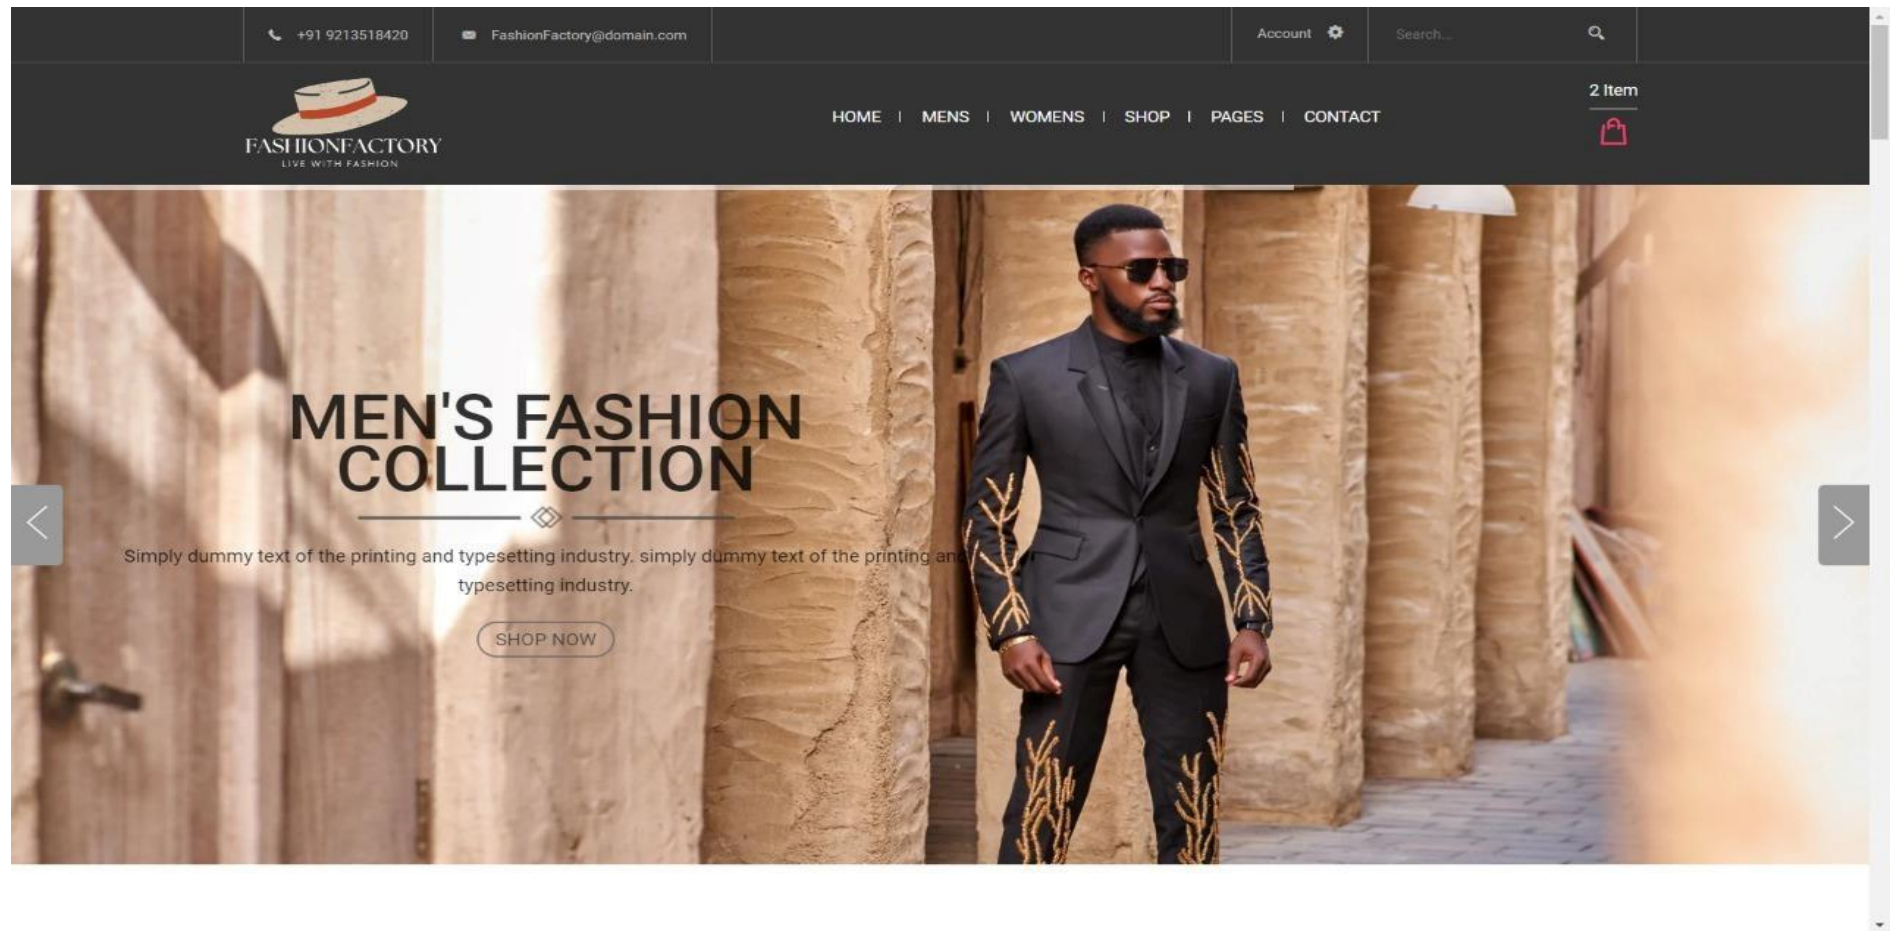 +91 9213518420
FashionFactory@domain.com
Account
Search...
2 Item
FASHIONFACTORY
LIVE WITH FASHION
HOME | MENS | WOMENS | SHOP | PAGES | CONTACT
MEN'S FASHION
COLLECTION
Simply dummy text of the printing and typesetting industry. simply dummy text of the printing and
typesetting industry.
SHOP NOW